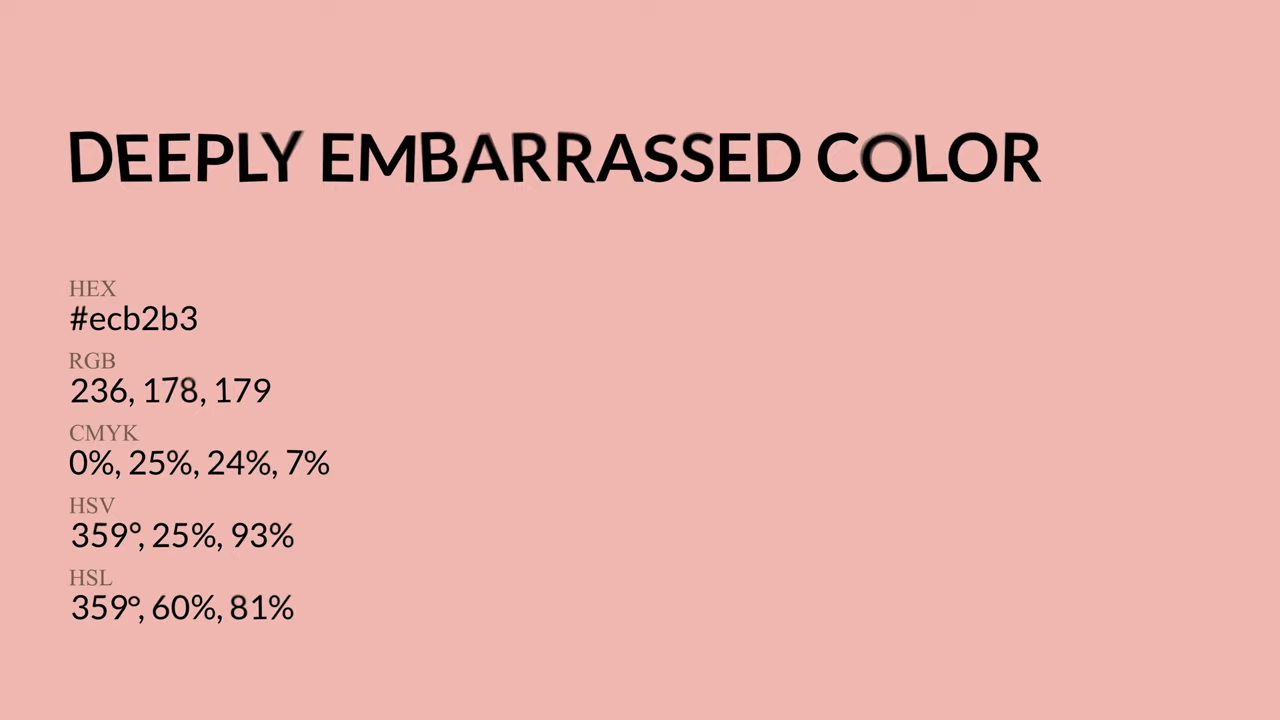 DEEPLY EMBARRASSED COLOR
HEX
#ecb2b3
RGB
236, 178, 179
CMYK
0%, 25%, 24%, 7%
HSV
359°, 25%, 93%
HSL
359°, 60%, 81%